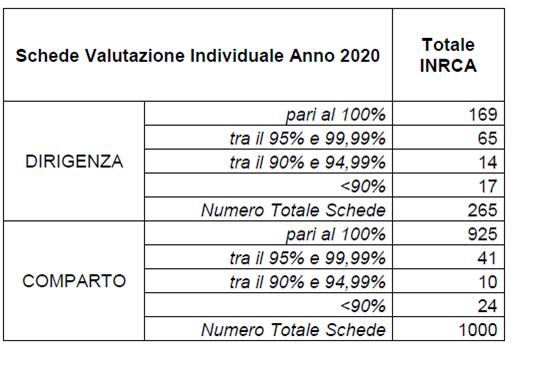 Schede Valutazione Individuale Anno 2020
Totale
INRCA
DIRIGENZA
pari al 100% 169
tra il 95% e 99,99% 65
tra il 90% e 94,99% 14
<90% 17
Numero Totale Schede 265
COMPARTO
pari al 100% 925
tra il 95% e 99,99% 41
tra il 90% e 94,99% 10
<90% 24
Numero Totale Schede 1000